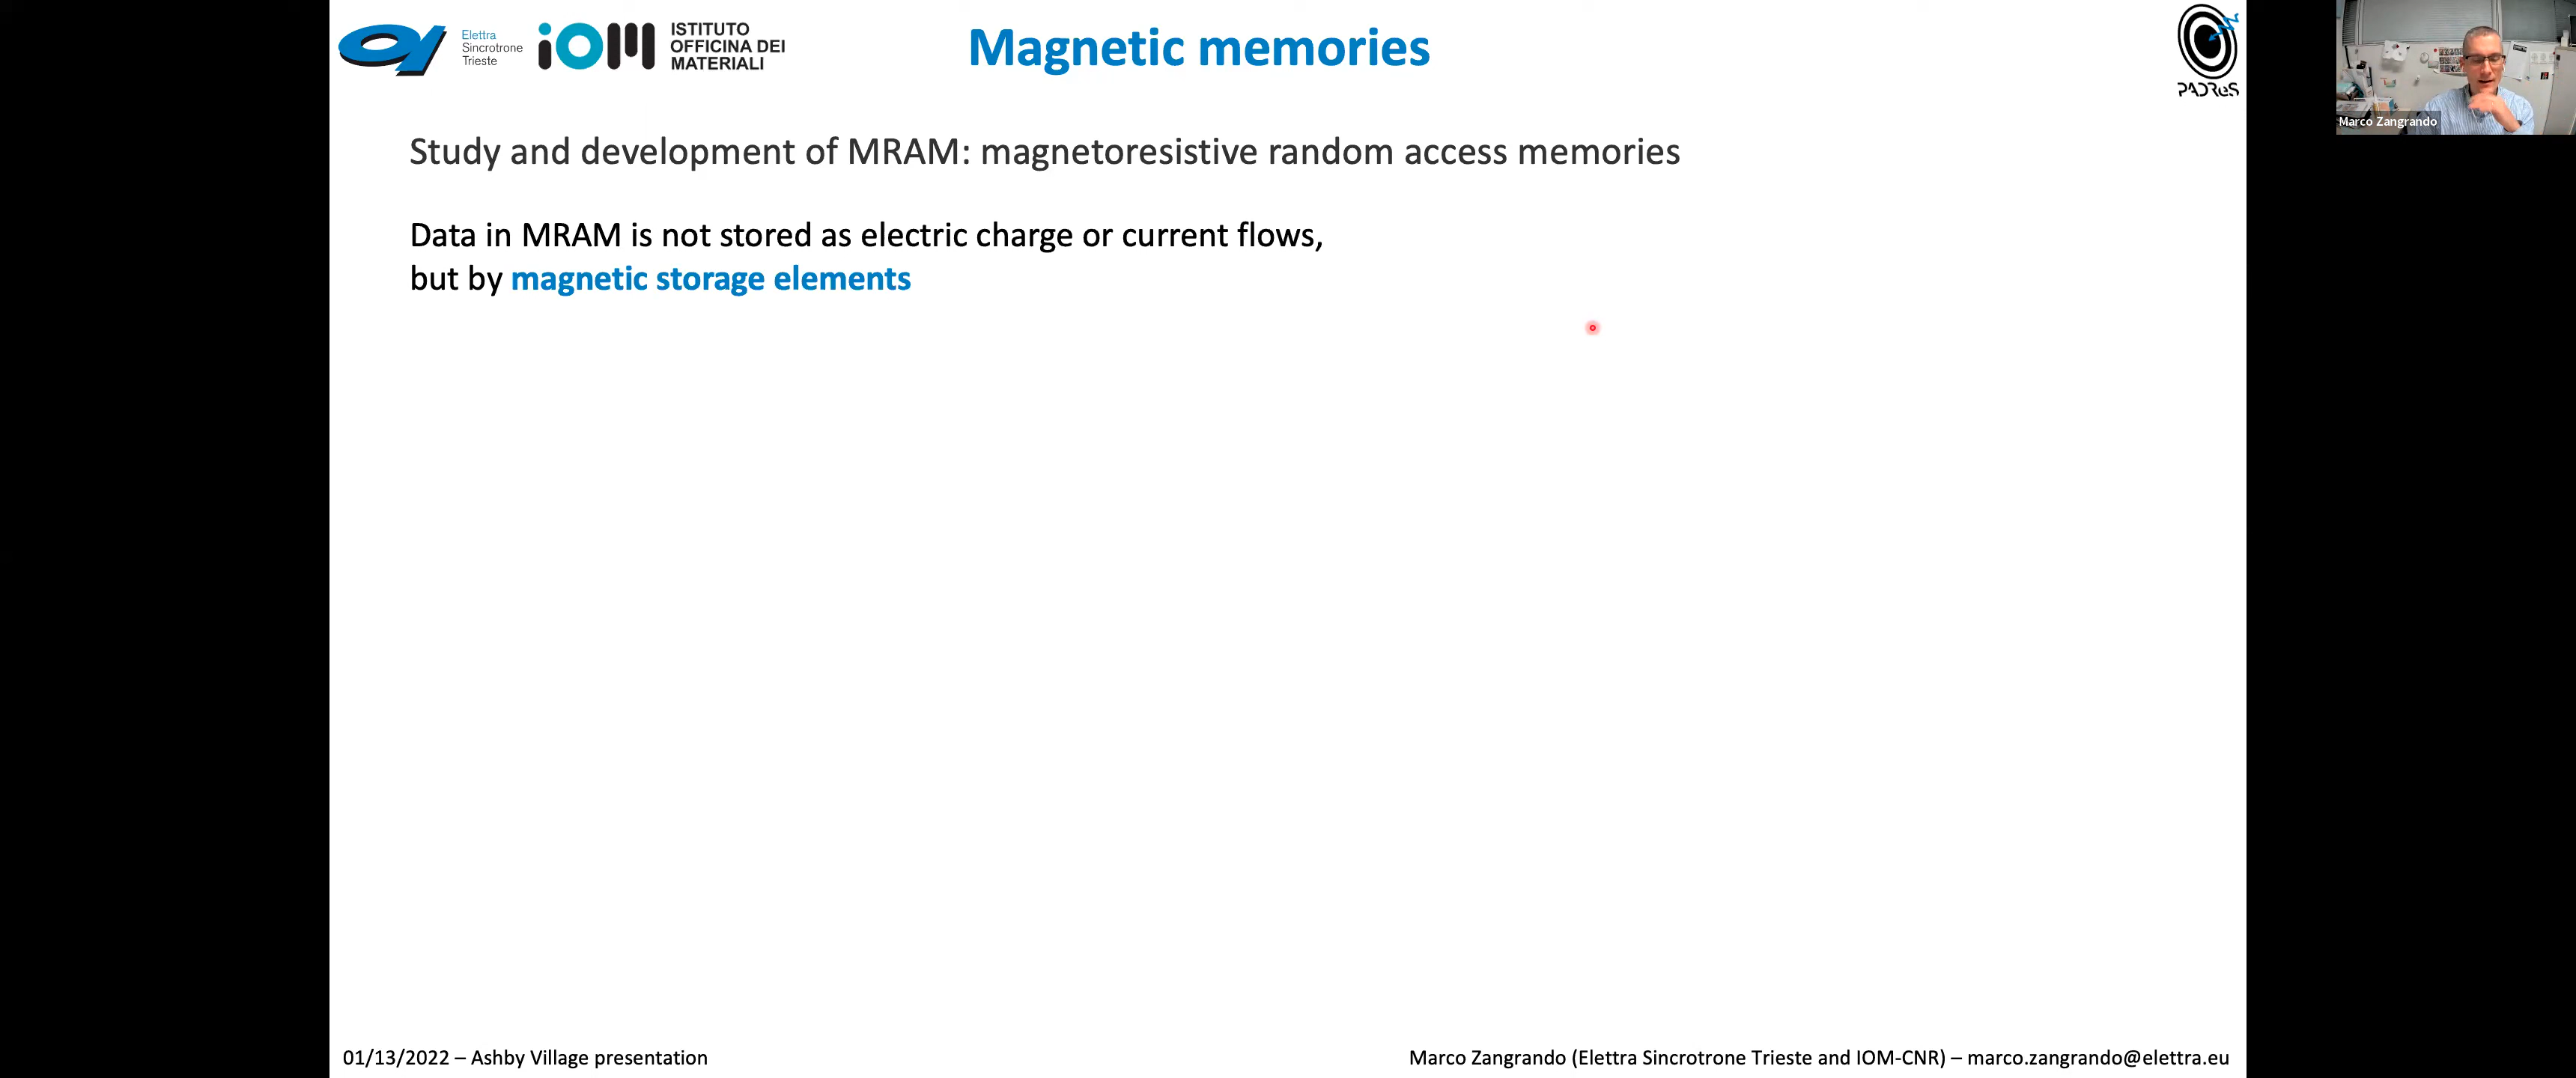 Elettra
Sincrotrone
Trieste
iOM
ISTITUTO
OFFICINA DEI
MATERIALI
Magnetic memories
PADReS
Marco Zangrando
Study and development of MRAM: magnetoresistive random access memories
Data in MRAM is not stored as electric charge or current flows,
but by magnetic storage elements
01/13/2022 – Ashby Village presentation
Marco Zangrando (Elettra Sincrotrone Trieste and IOM-CNR) – marco.zangrando@elettra.eu